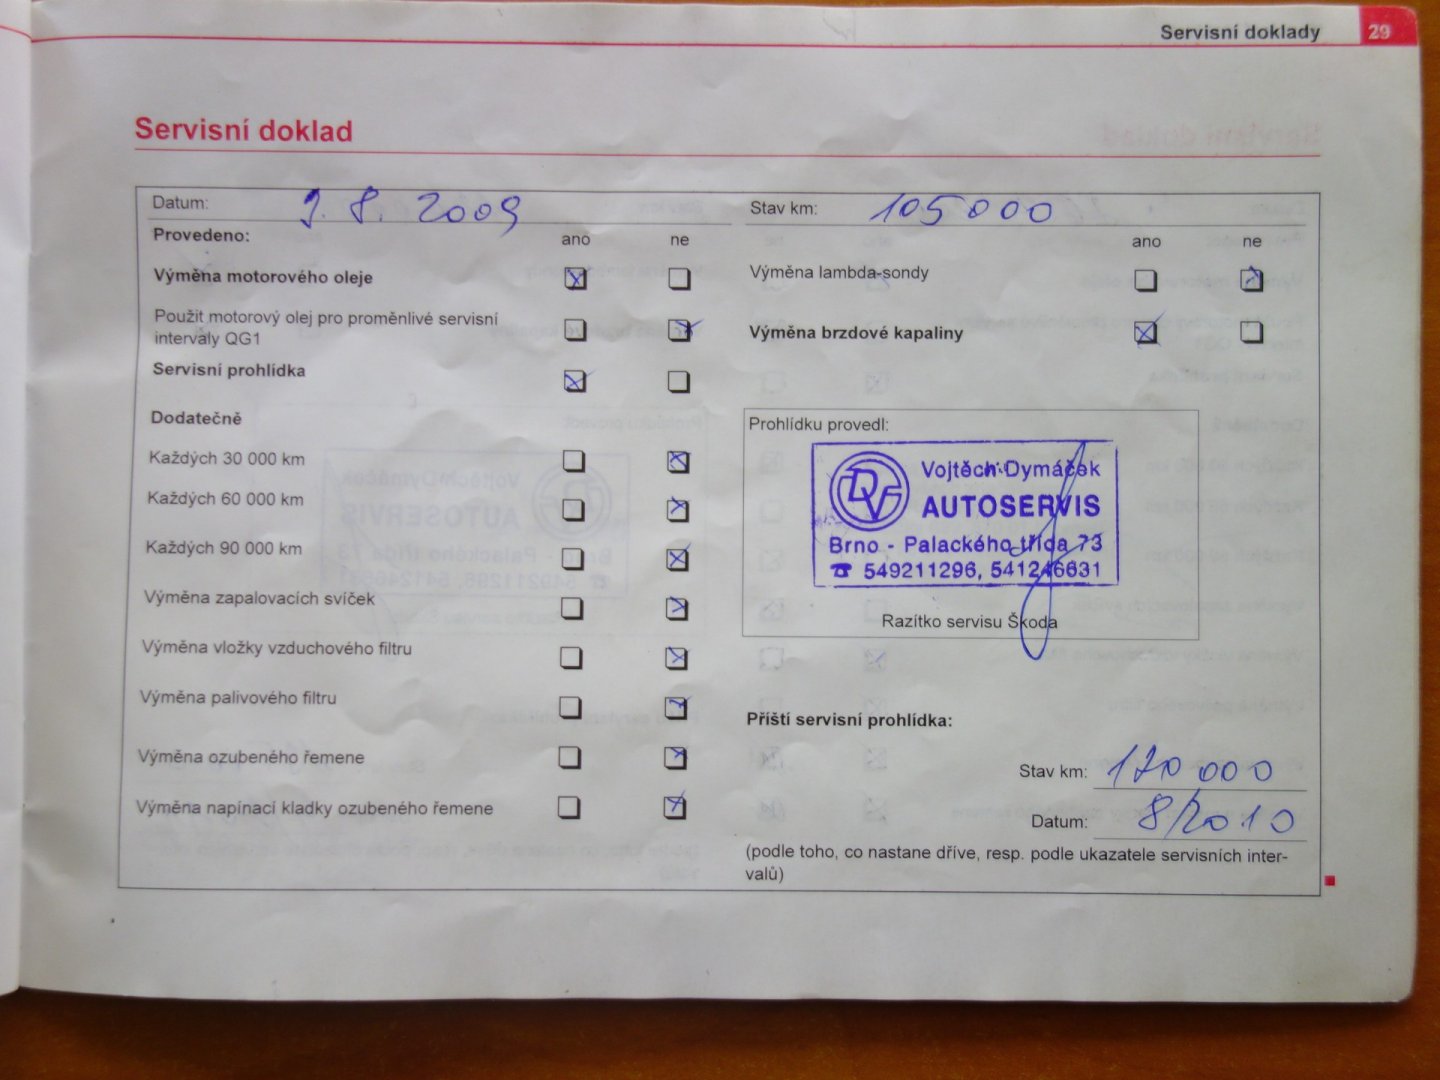 Servisní doklady 29
Servisní doklad
Datum: 9. 8. 2009
Stav km: 105000
Provedeno: ano ne
ano ne
Výměna motorového oleje
Výměna lambda-sondy
Použit motorový olej pro proměnlivé servisní
intervaly QG1
Výměna brzdové kapaliny
Servisní prohlídka
Dodatečně
Každých 30 000 km
Každých 60 000 km
Každých 90 000 km
Výměna zapalovacích svíček
Výměna vložky vzduchového filtru
Výměna palivového filtru
Výměna ozubeného řemene
Výměna napínací kladky ozubeného řemene
Prohlídku provedl:
Vojtěch Dymáček
AUTOSERVIS
Brno - Palackého třída 73
☎ 549211296, 541246631
Razítko servisu Škoda
Příští servisní prohlídka:
Stav km: 120 000
Datum: 8/2010
(podle toho, co nastane dříve, resp. podle ukazatele servisních inter-
valů)